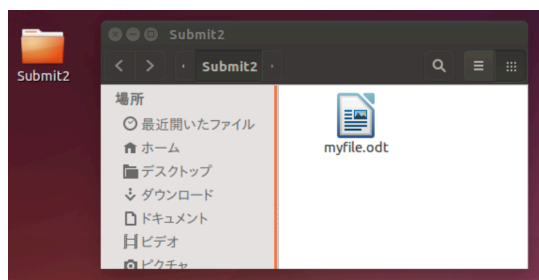 Submit2
Submit2
Submit2
場所
最近開いたファイル
ホーム
デスクトップ
ダウンロード
ドキュメント
ビデオ
ピクチャ
myfile.odt